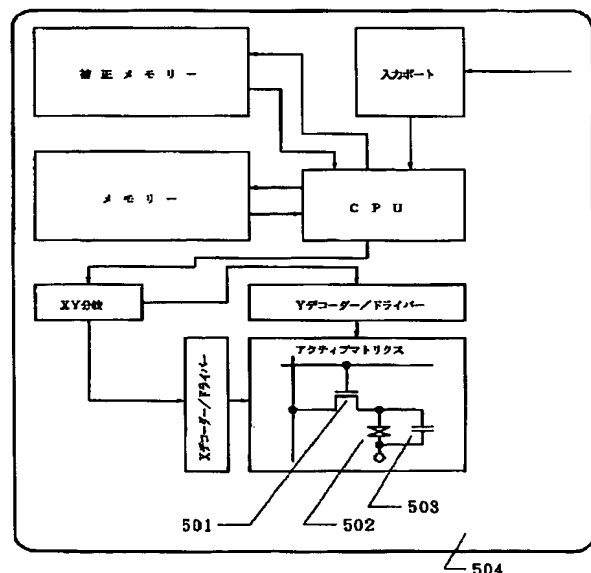 補正メモリー
入力ポート
メモリー
CPU
XY分岐
Yデコーダー/ドライバー
Xデコーダー/ドライバー
アクティブマトリクス
501
502
503
504